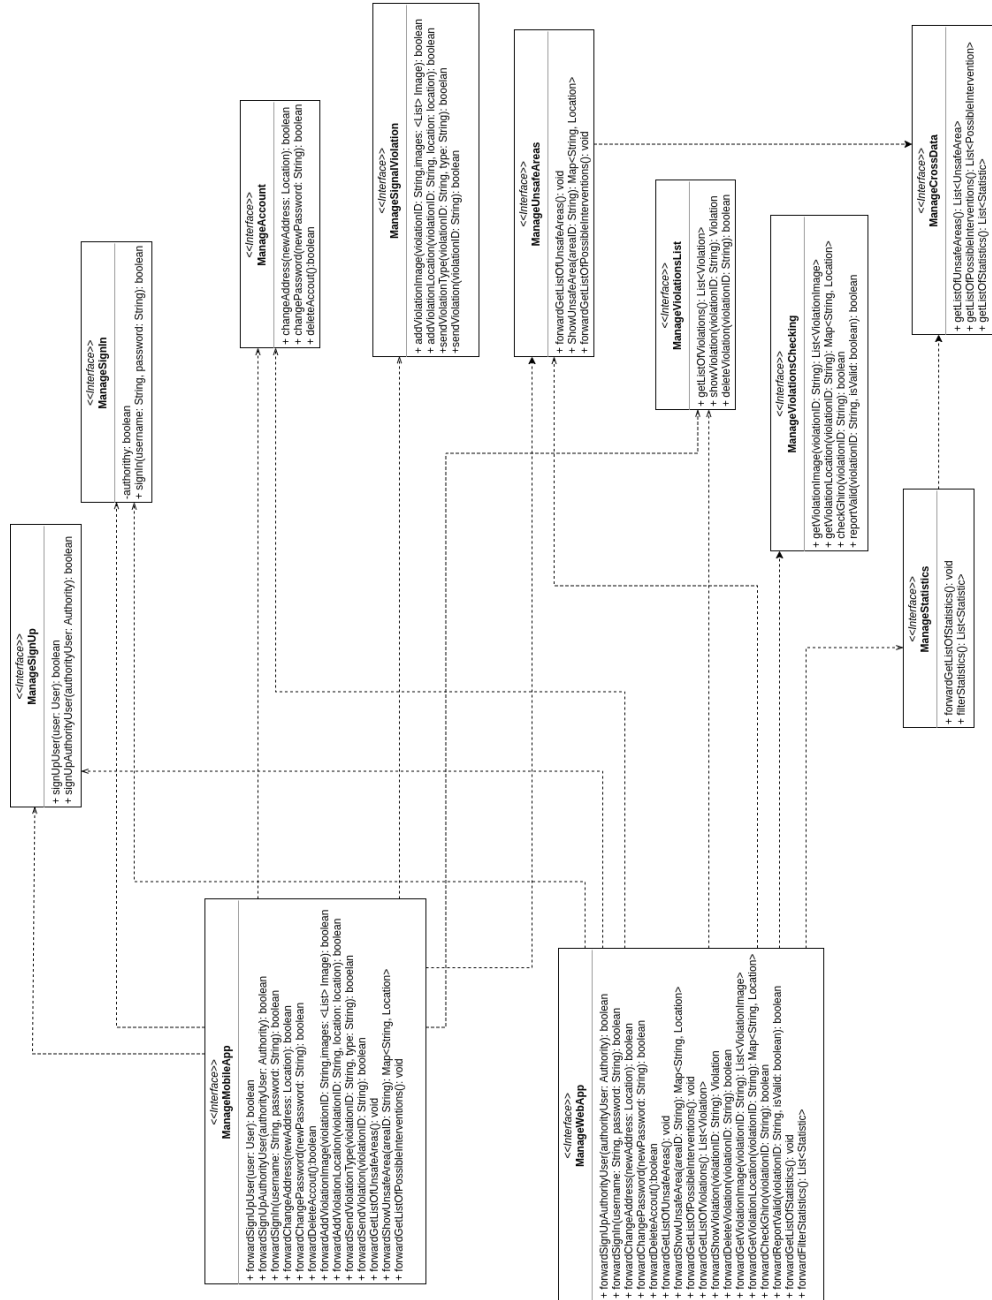 <<Interface>>
ManageSignUp
+ signUpUser(user: User): boolean
+ signUpAuthorityUser(authorityUser: Authority): boolean
<<Interface>>
ManageSignIn
-authorithy: boolean
+ signIn(username: String, password: String): boolean
<<Interface>>
ManageAccount
+ changeAddress(newAddress: Location): boolean
+ changePassword(newPassword: String): boolean
+ deleteAccout():boolean
<<Interface>>
ManageSignalViolation
+ addViolationImage(violationID: String,images: <List> Image): boolean
+ addViolationLocation(violationID: String, location: location): boolean
+sendViolationType(violationID: String, type: String): booelan
+sendViolation(violationID: String): boolean
<<Interface>>
ManageUnsafeAreas
+ forwardGetListOfUnsafeAreas(): void
+ ShowUnsafeArea(areaID: String): Map<String, Location>
+ forwardGetListOfPossibleInterventions(): void
<<Interface>>
ManageViolationsList
+ getListOfViolations(): List<Violation>
+ showViolation(violationID: String): Violation
+ deleteViolation(violationID: String): boolean
<<Interface>>
ManageViolationsChecking
+ getViolationImage(violationID: String): List<ViolationImage>
+ getViolationLocation(violationID: String): Map<String, Location>
+ checkGhiro(violationID: String): boolean
+ reportValid(violationID: String, isValid: boolean): boolean
<<Interface>>
ManageCrossData
+ getListOfUnsafeAreas(): List<UnsafeArea>
+ getListOfPossibleInterventions(): List<PossibleIntervention>
+ getListOfStatistics(): List<Statistic>
<<Interface>>
ManageStatistics
+ forwardGetListOfStatistics(): void
+ filterStatistics(): List<Statistic>
<<Interface>>
ManageMobileApp
+ forwardSignUpUser(user: User): boolean
+ forwardSignUpAuthorityUser(authorityUser: Authority): boolean
+ forwardSignIn(username: String, password: String): boolean
+ forwardChangeAddress(newAddress: Location): boolean
+ forwardChangePassword(newPassword: String): boolean
+ forwardDeleteAccout():boolean
+ forwardAddViolationImage(violationID: String,images: <List> Image): boolean
+ forwardAddViolationLocation(violationID: String, location: location): boolean
+ forwardSendViolationType(violationID: String, type: String): booelan
+ forwardSendViolation(violationID: String): boolean
+ forwardGetListOfUnsafeAreas(): void
+ forwardShowUnsafeArea(areaID: String): Map<String, Location>
+ forwardGetListOfPossibleInterventions(): void
<<Interface>>
ManageWebApp
+ forwardSignUpAuthorityUser(authorityUser: Authority): boolean
+ forwardSignIn(username: String, password: String): boolean
+ forwardChangeAddress(newAddress: Location): boolean
+ forwardChangePassword(newPassword: String): boolean
+ forwardDeleteAccout():boolean
+ forwardGetListOfUnsafeAreas(): void
+ forwardShowUnsafeArea(areaID: String): Map<String, Location>
+ forwardGetListOfPossibleInterventions(): void
+ forwardGetListOfViolations(): List<Violation>
+ forwardShowViolation(violationID: String): Violation
+ forwardDeleteViolation(violationID: String): boolean
+ forwardGetViolationImage(violationID: String): List<ViolationImage>
+ forwardGetViolationLocation(violationID: String): Map<String, Location>
+ forwardCheckGhiro(violationID: String): boolean
+ forwardReportValid(violationID: String, isValid: boolean): boolean
+ forwardGetListOfStatistics(): void
+ forwardFilterStatistics(): List<Statistic>